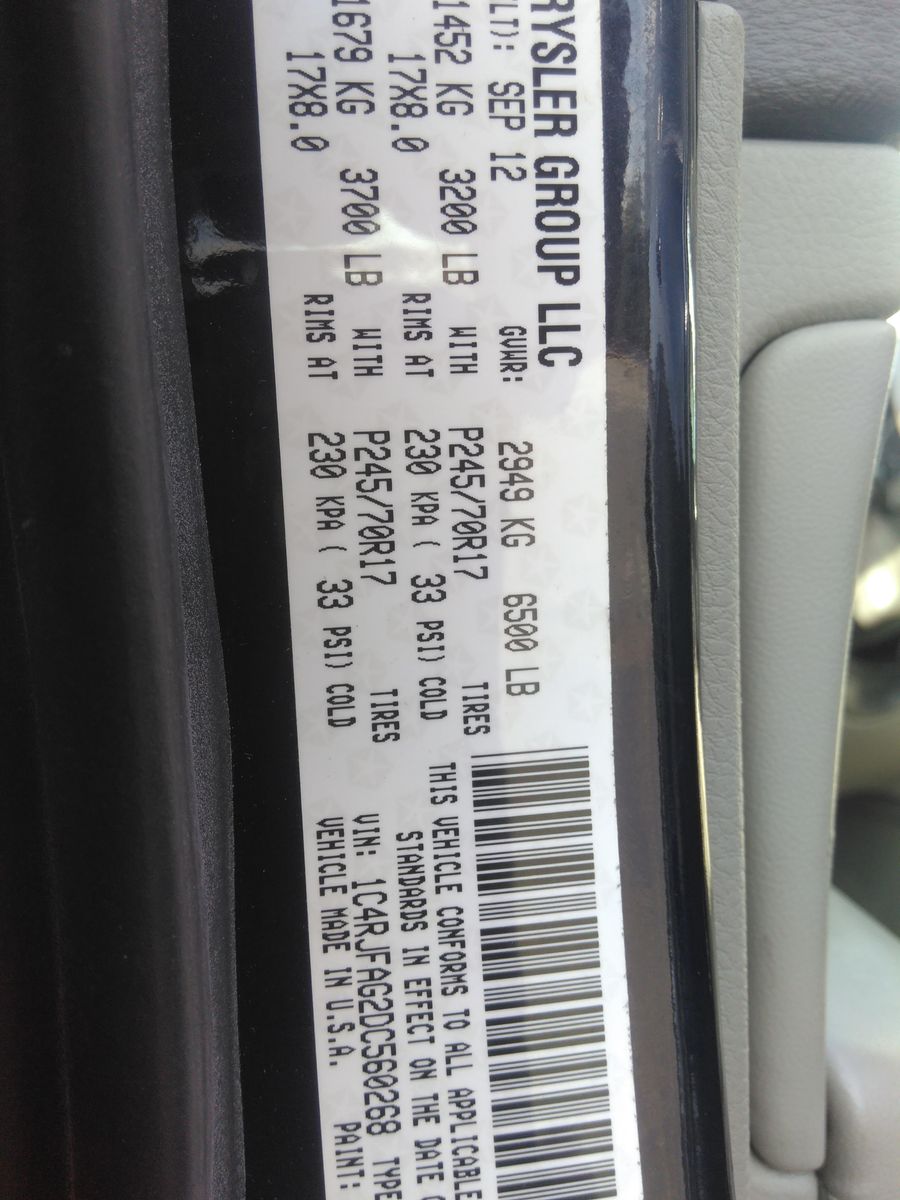 RYSLER GROUP LLC
LT): SEP 12 GVWR: 2949 KG 6500 LB
1452 KG 3200 LB WITH P245/70R17 TIRES
17X8.0 RIMS AT 230 KPA ( 33 PSI) COLD
1679 KG 3700 LB WITH P245/70R17 TIRES
17X8.0 RIMS AT 230 KPA ( 33 PSI) COLD
THIS VEHICLE CONFORMS TO ALL APPLICABLE
STANDARDS IN EFFECT ON THE DATE
VIN: 1C4RJFAG2DC560268 TYPE
VEHICLE MADE IN U.S.A. PAINT: